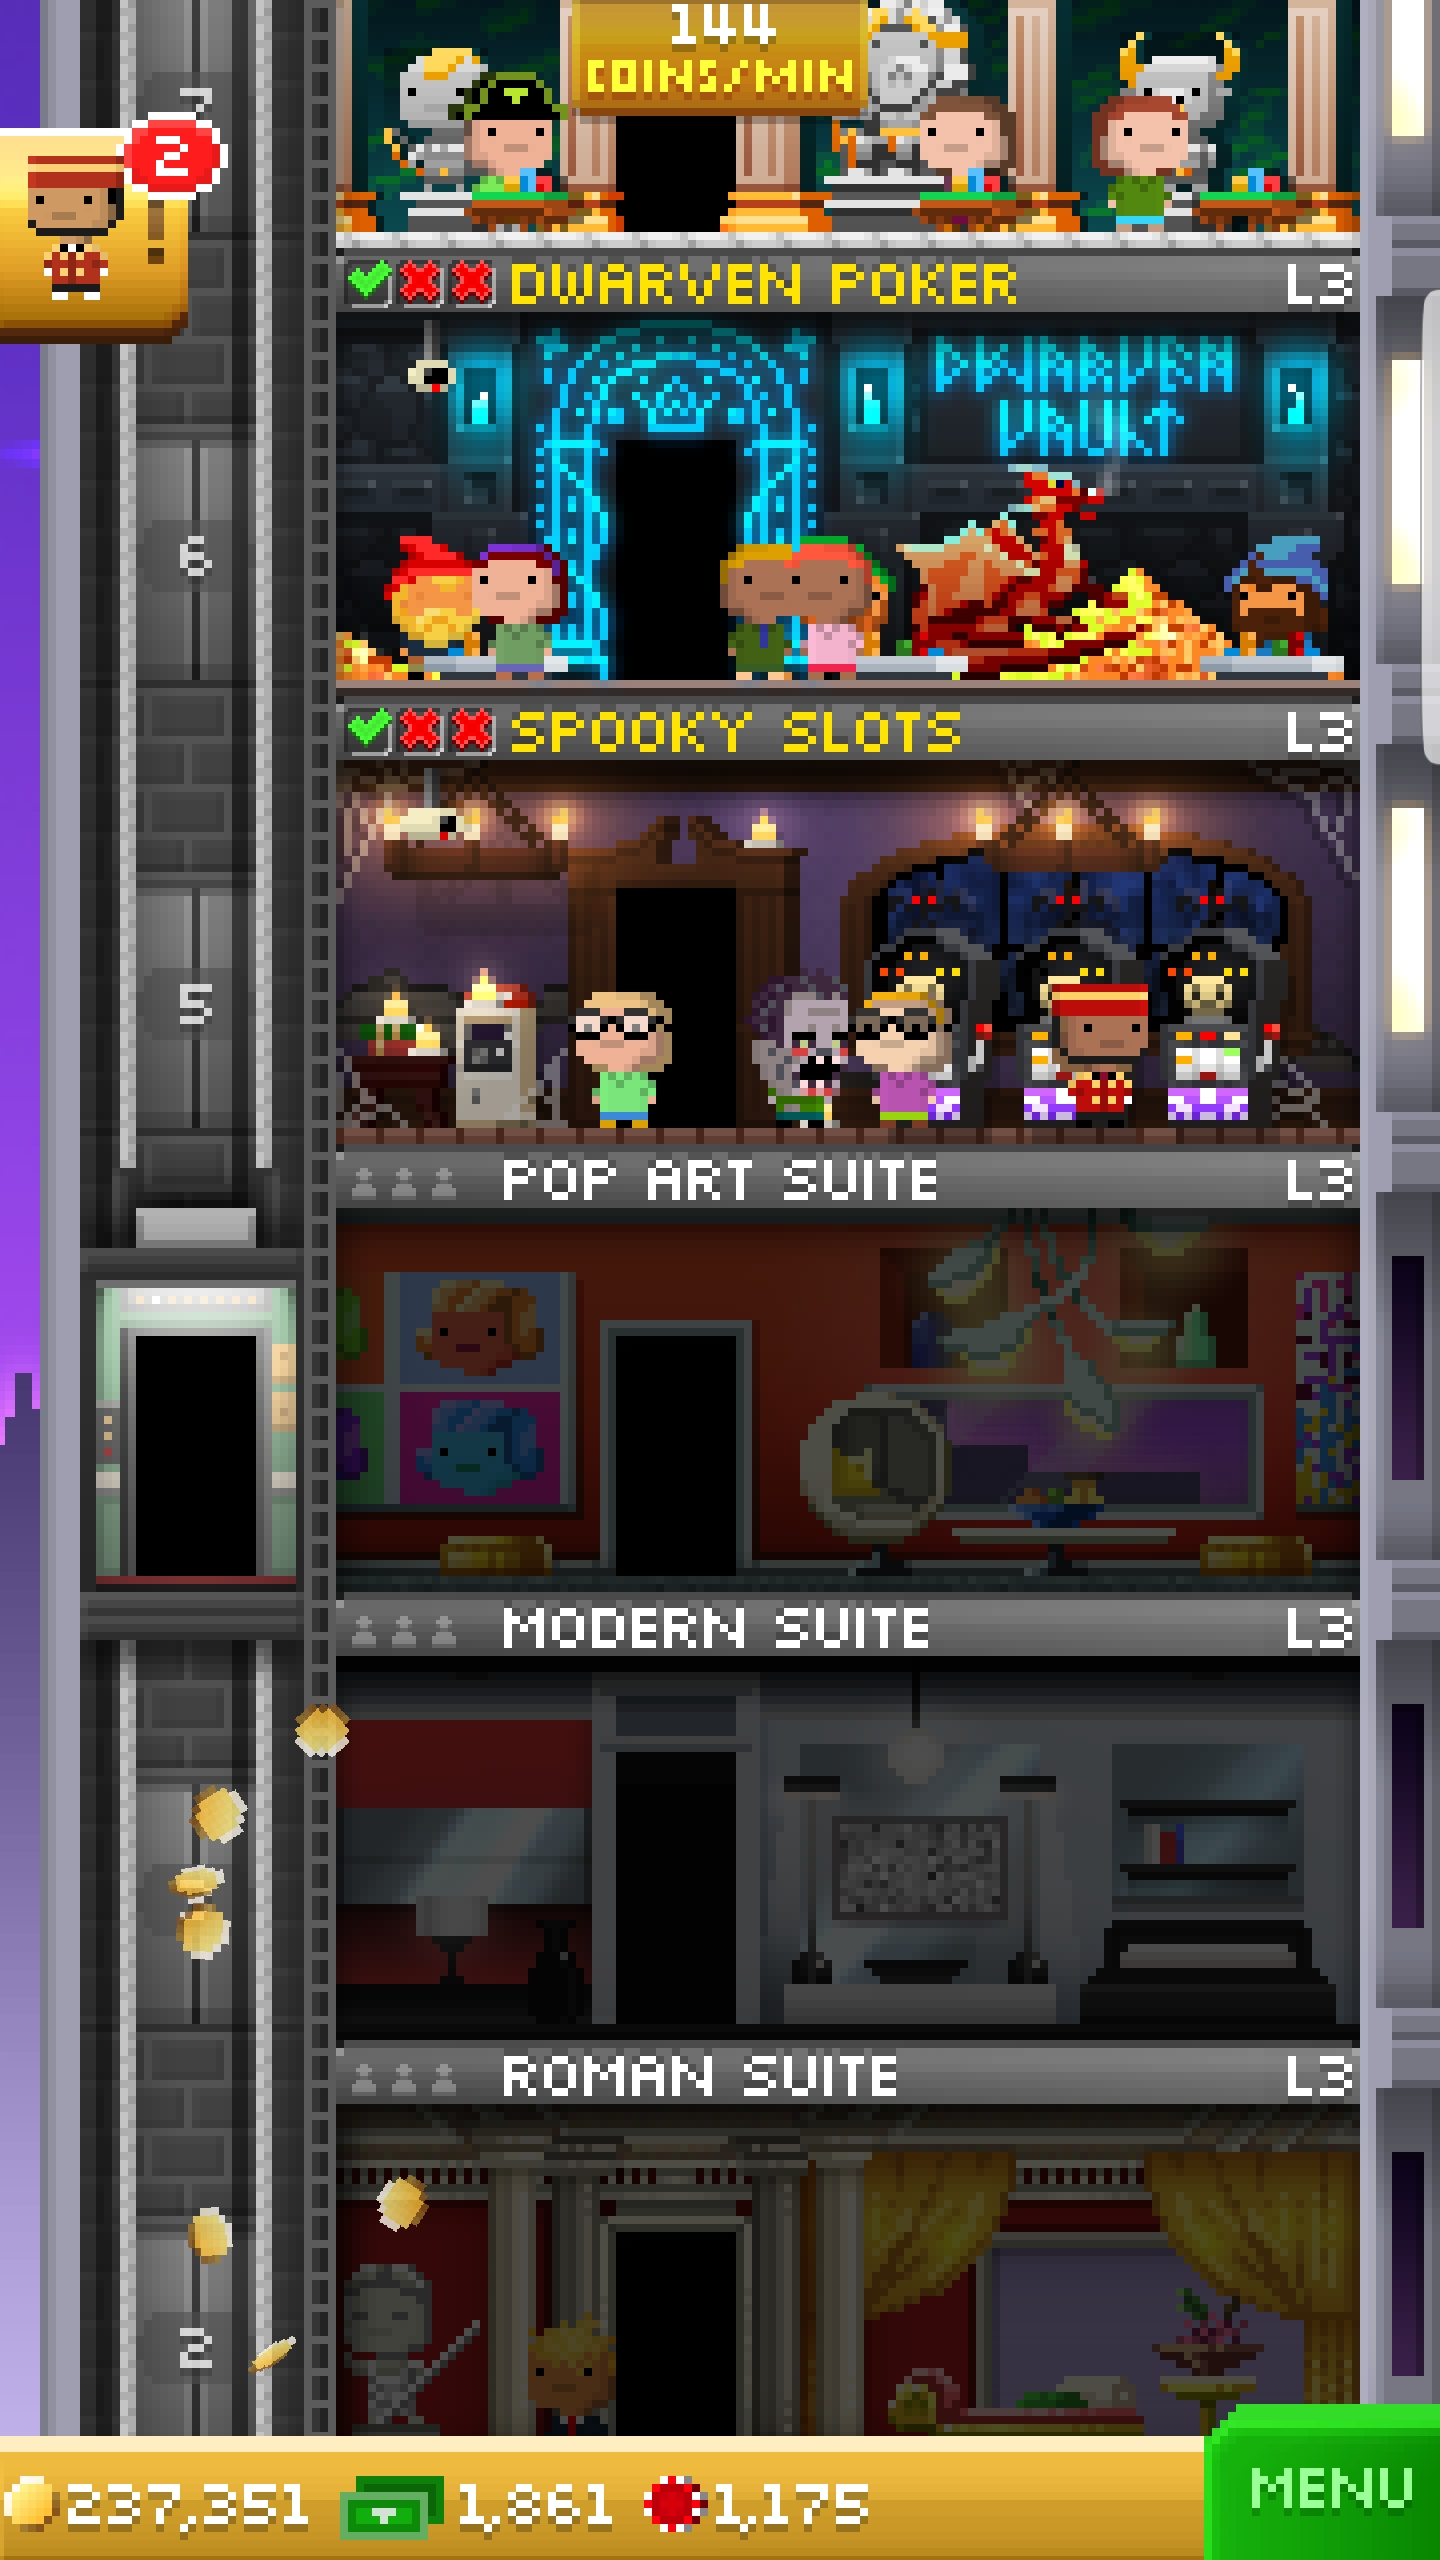 144
COINS/MIN
7
2
DWARVEN POKER L3
DWARVEN
VAULT
6
SPOOKY SLOTS L3
5
POP ART SUITE L3
MODERN SUITE L3
ROMAN SUITE L3
2
237,351 1,861 1,175
MENU